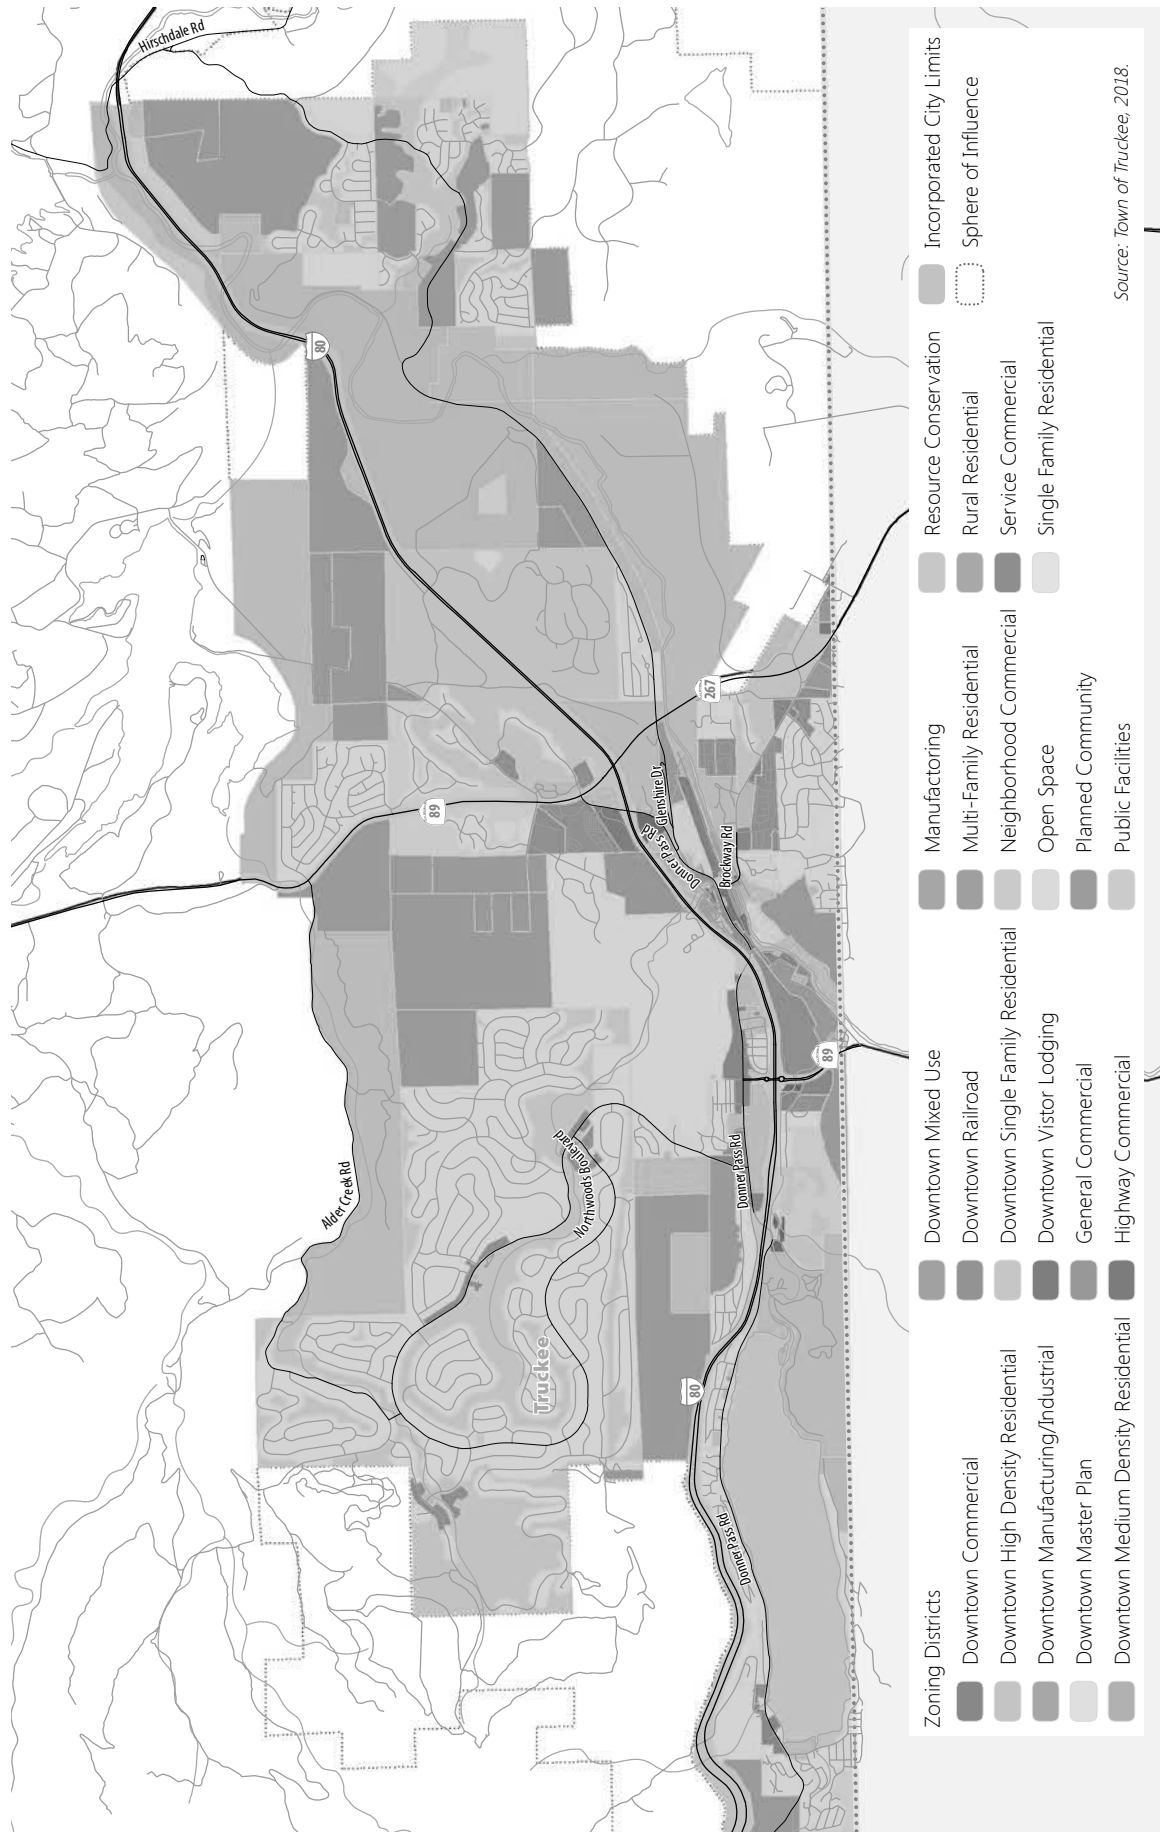 Hirschdale Rd
80
89
267
Glenshire Dr
Donner Pass Rd
Brockway Rd
Alder Creek Rd
Northwoods Boulevard
Donner Pass Rd
89
Truckee
80
Donner Pass Rd
Zoning Districts
Downtown Commercial
Downtown High Density Residential
Downtown Manufacturing/Industrial
Downtown Master Plan
Downtown Medium Density Residential
Downtown Mixed Use
Downtown Railroad
Downtown Single Family Residential
Downtown Vistor Lodging
General Commercial
Highway Commercial
Manufactoring
Multi-Family Residential
Neighborhood Commercial
Open Space
Planned Community
Public Facilities
Resource Conservation
Rural Residential
Service Commercial
Single Family Residential
Incorporated City Limits
Sphere of Influence
Source: Town of Truckee, 2018.